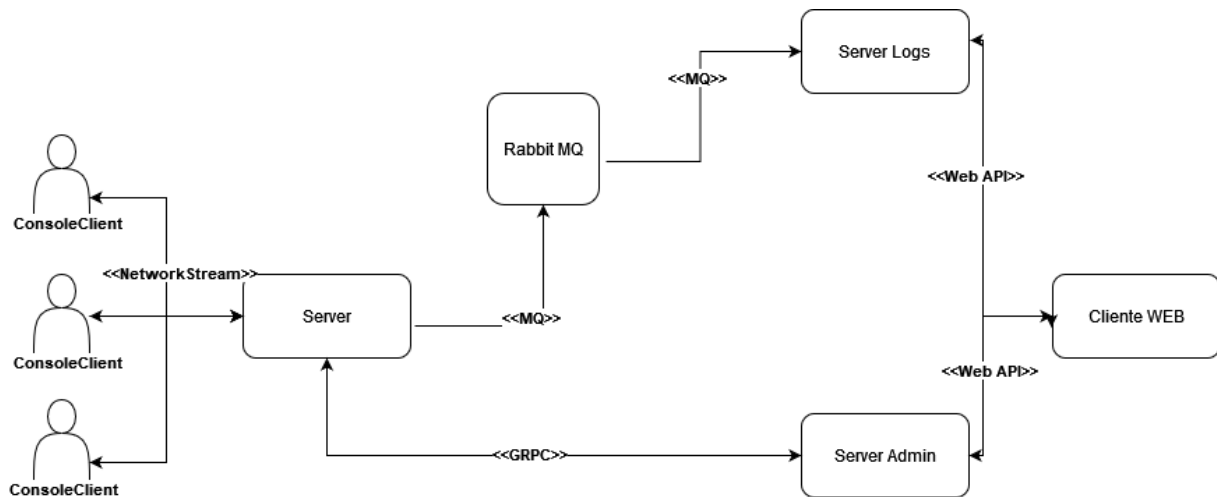 Server Logs
<<MQ>>
Rabbit MQ
<<Web API>>
ConsoleClient
<<NetworkStream>>
Server
<<MQ>>
Cliente WEB
ConsoleClient
<<Web API>>
<<GRPC>>
Server Admin
ConsoleClient